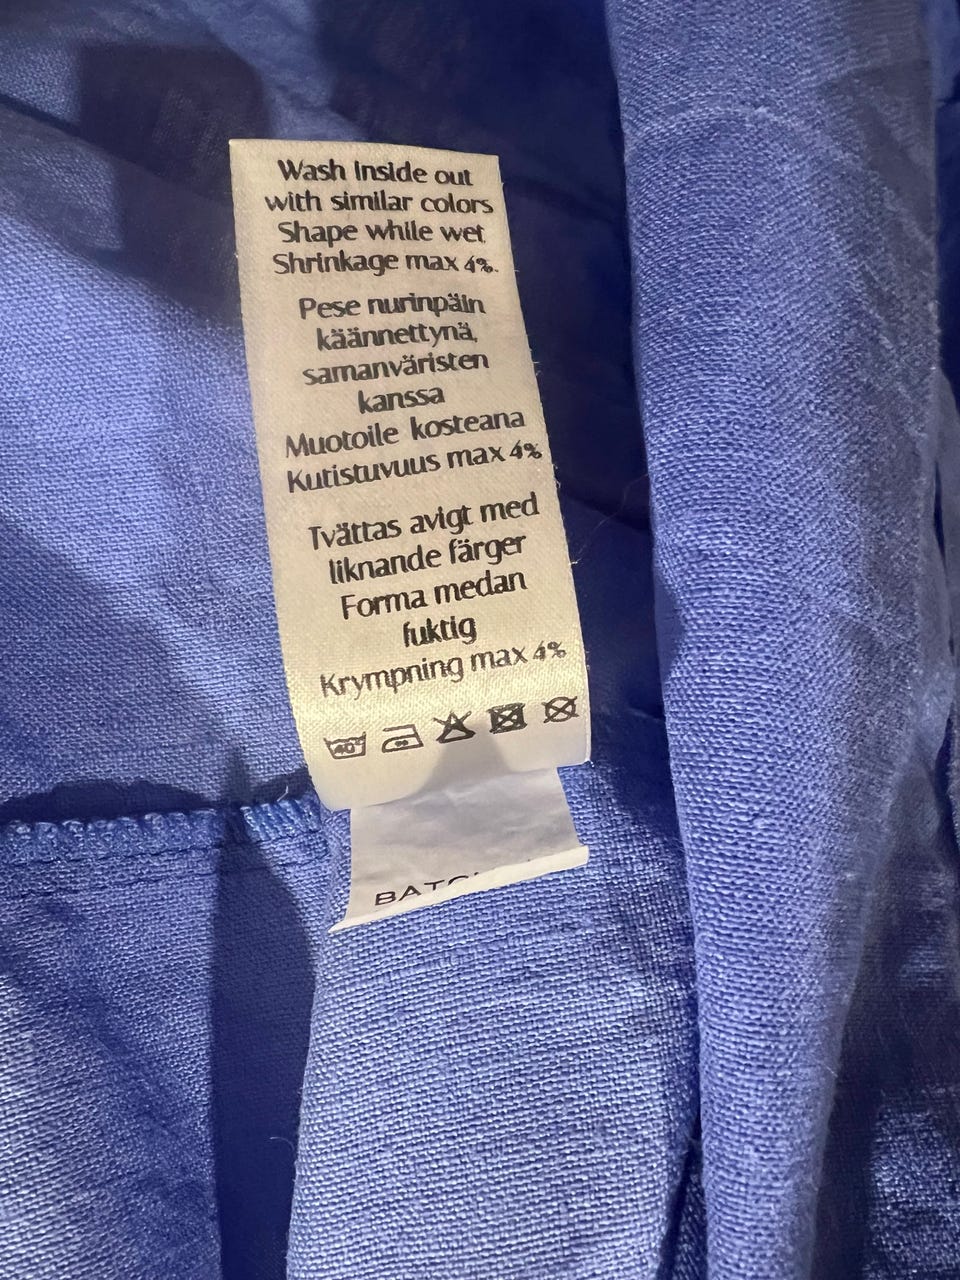 Wash inside out
with similar colors
Shape while wet
Shrinkage max 4%.
Pese nurinpäin
käännettynä,
samanväristen
kanssa
Muotoile kosteana
Kutistuvuus max 4%
Tvättas avigt med
liknande färger
Forma medan
fuktig
Krympning max 4%
40°